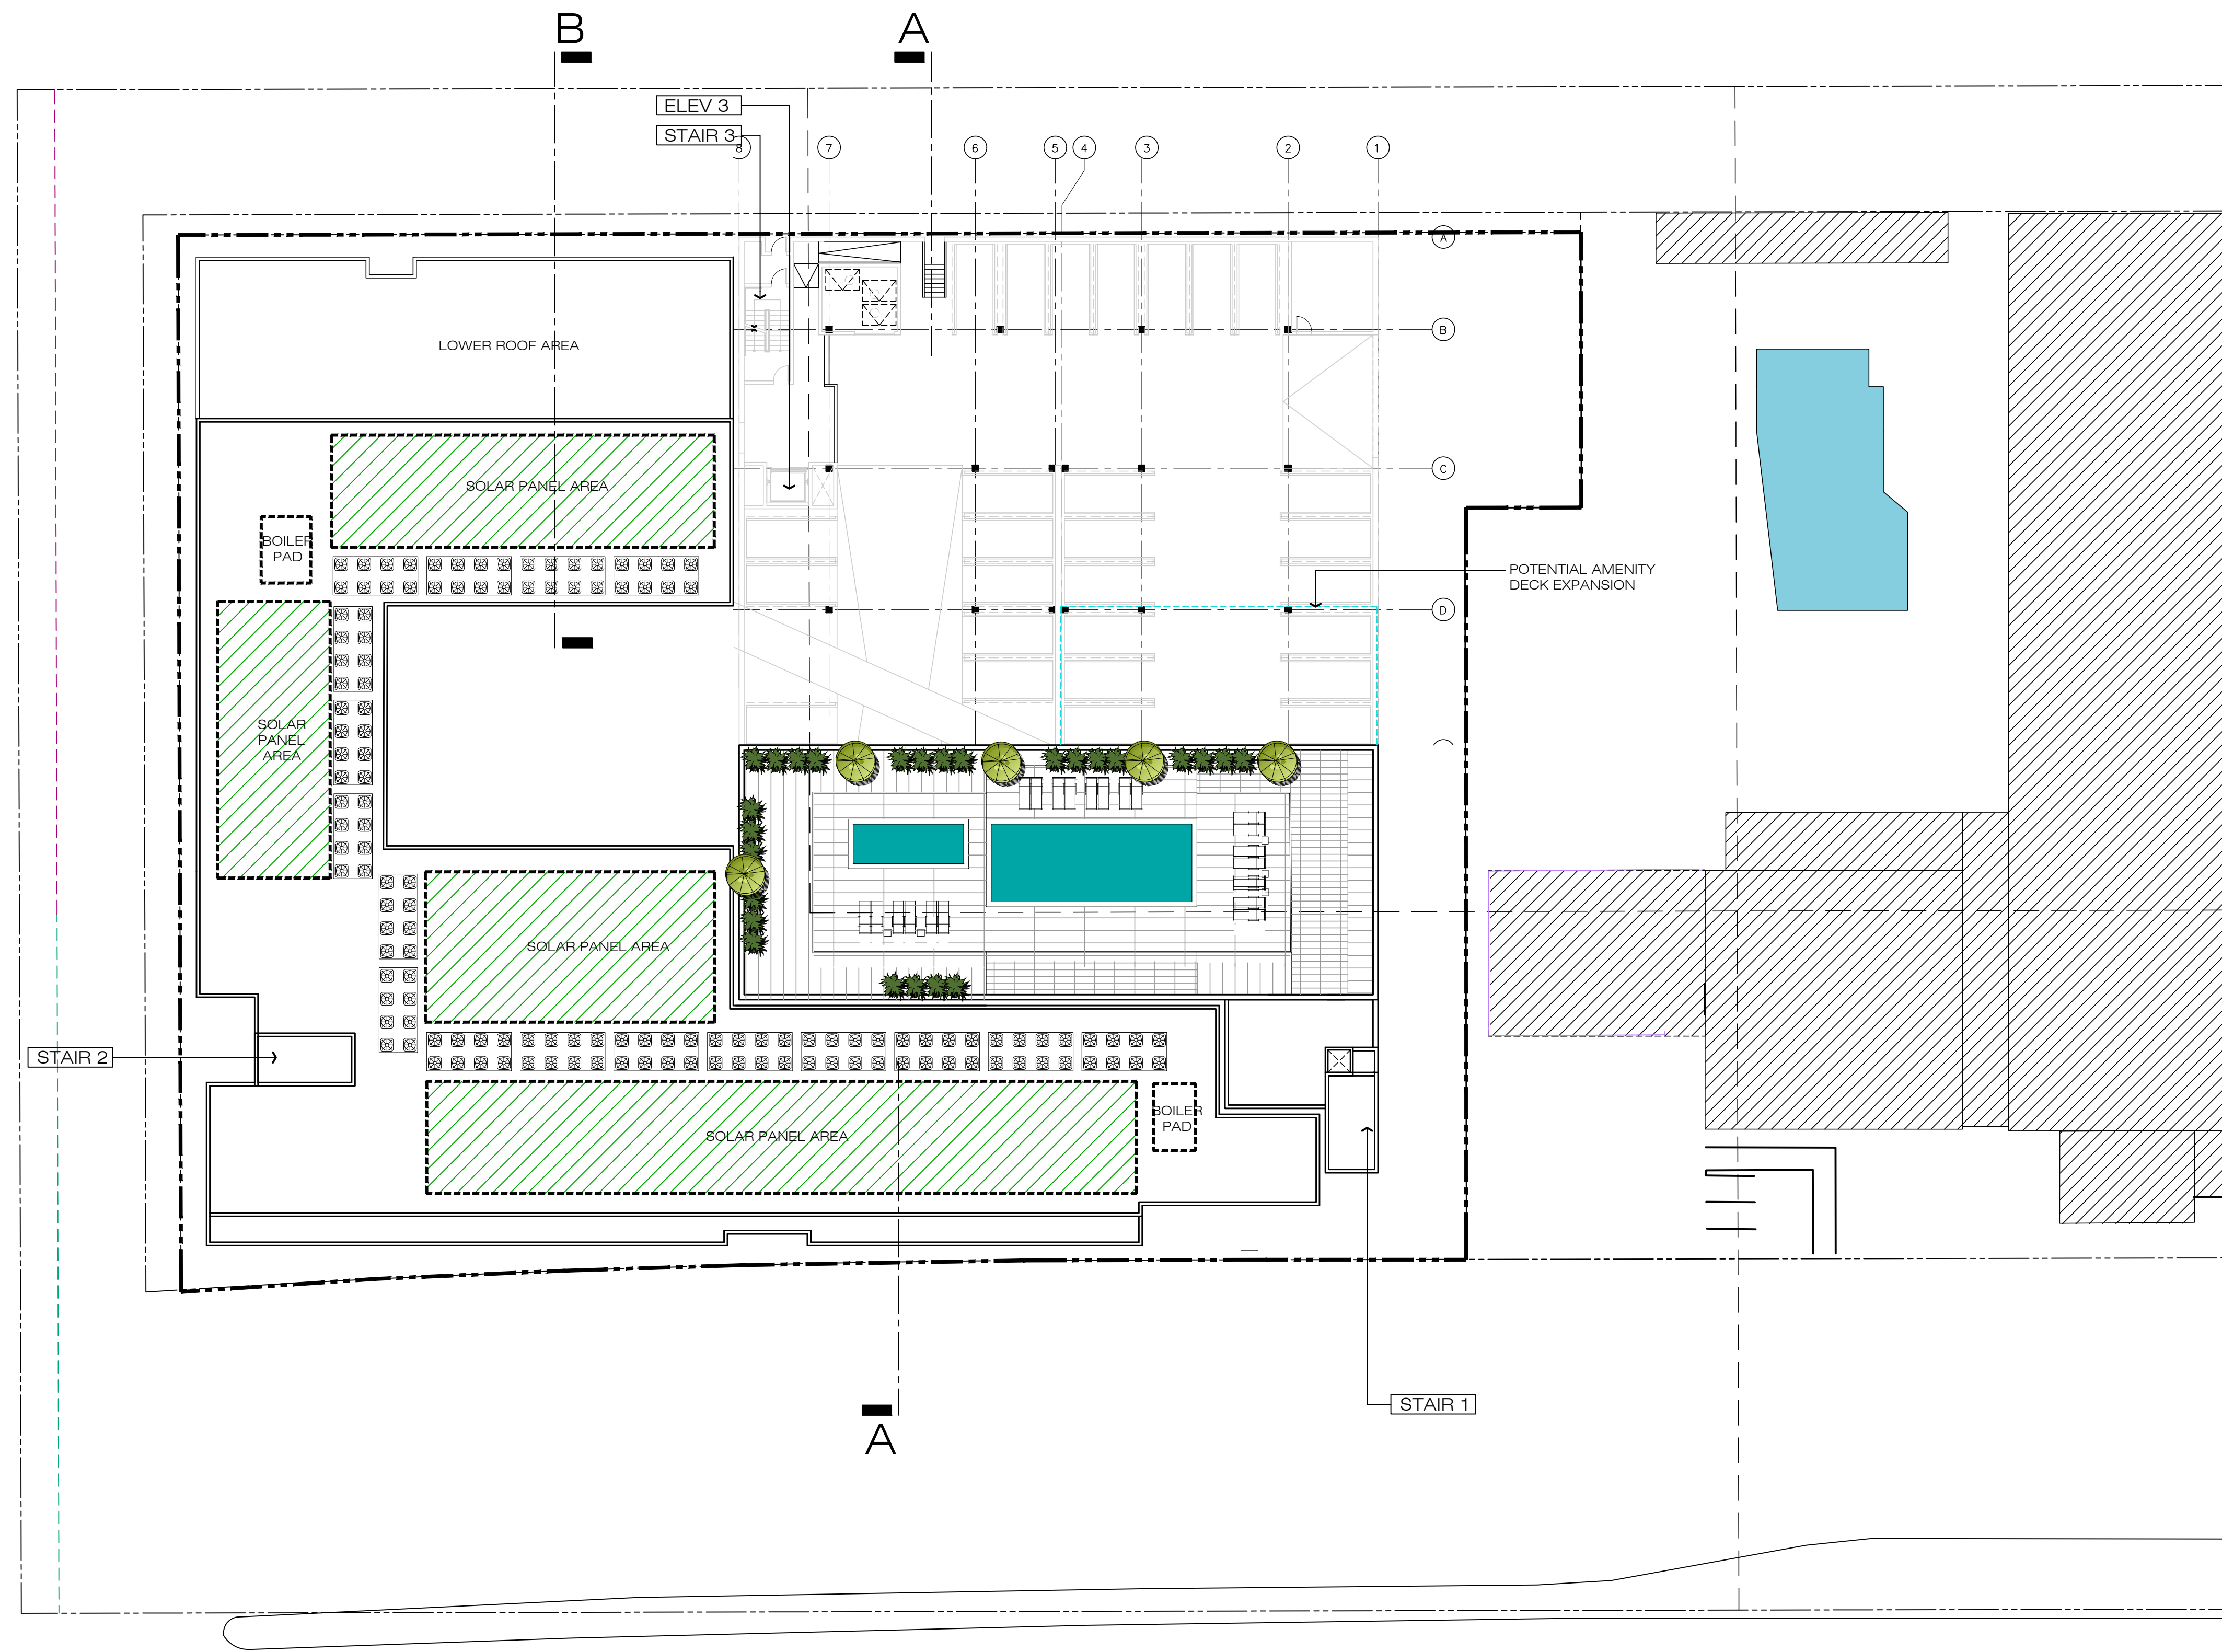 B
A
ELEV 3
STAIR 3
8
7
6
5
4
3
2
1
A
B
LOWER ROOF AREA
C
SOLAR PANEL AREA
BOILER
PAD
POTENTIAL AMENITY
DECK EXPANSION
D
SOLAR
PANEL
AREA
SOLAR PANEL AREA
STAIR 2
BOILER
PAD
SOLAR PANEL AREA
STAIR 1
A